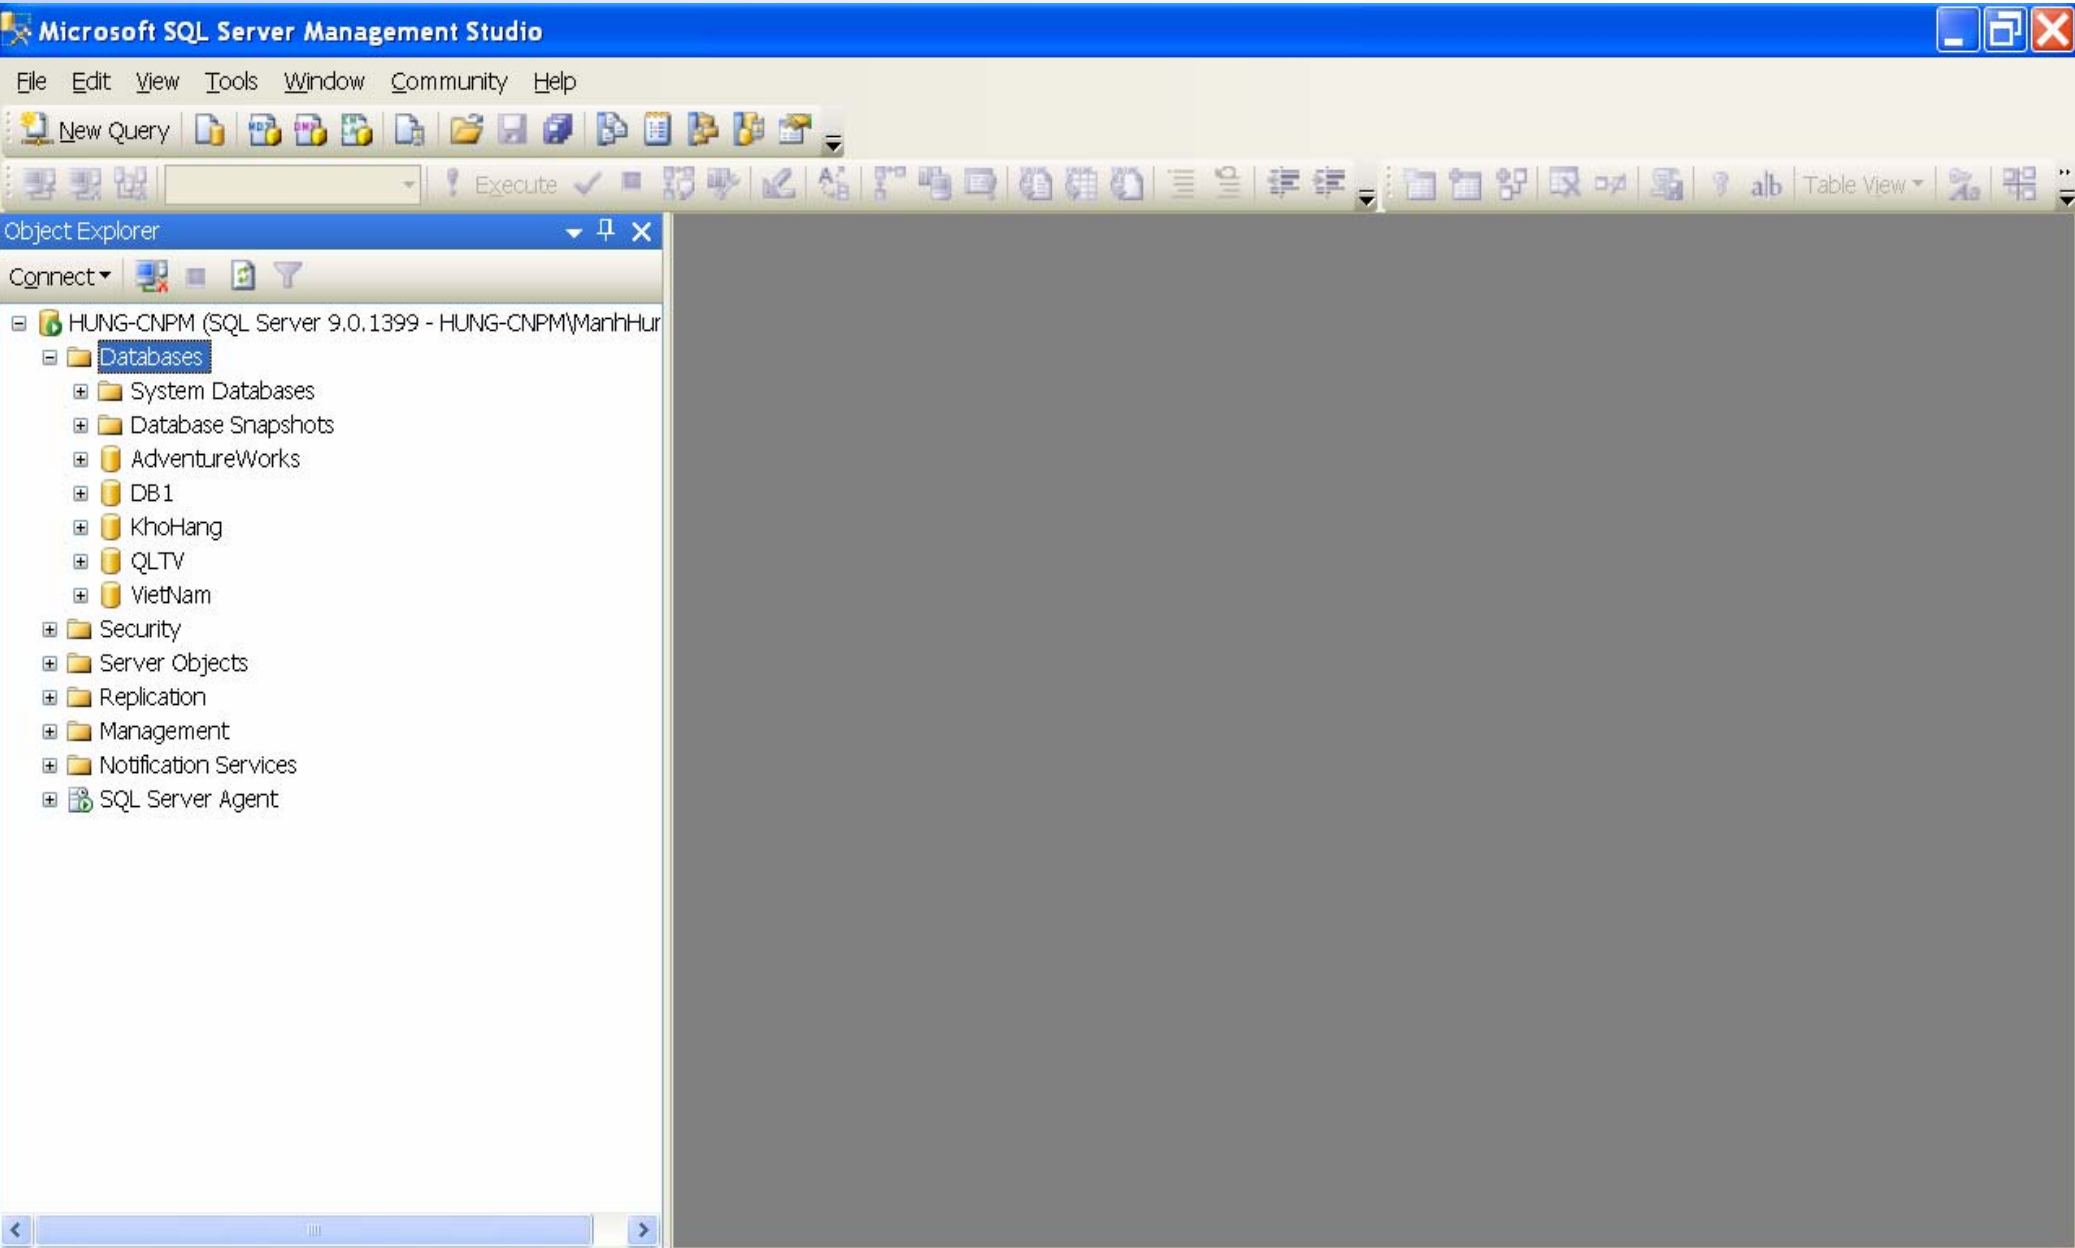 Microsoft SQL Server Management Studio
File Edit View Tools Window Community Help
New Query
Execute Table View
Object Explorer
Connect
HUNG-CNPM (SQL Server 9.0.1399 - HUNG-CNPM\ManhHur
Databases
System Databases
Database Snapshots
AdventureWorks
DB1
KhoHang
QLTV
VietNam
Security
Server Objects
Replication
Management
Notification Services
SQL Server Agent